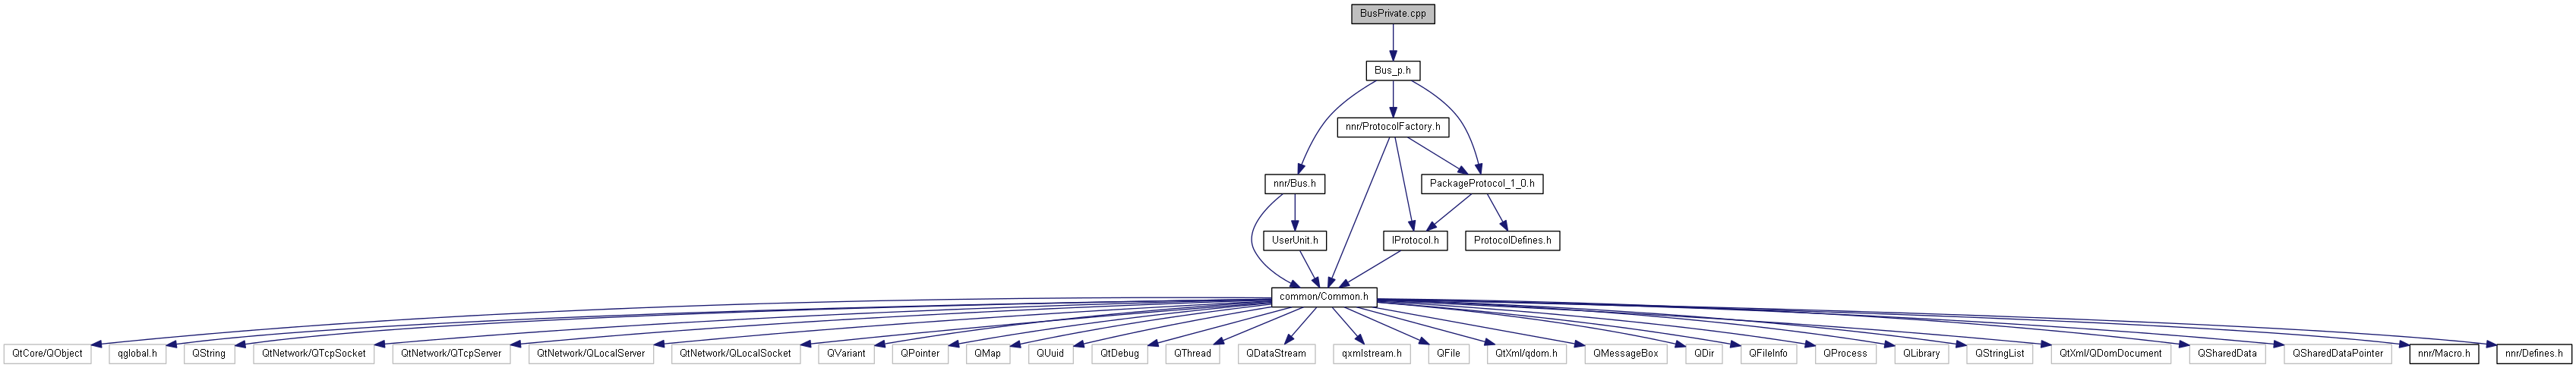 BusPrivate.cpp
Bus_p.h
nnr/ProtocolFactory.h
nnr/Bus.h
PackageProtocol_1_0.h
UserUnit.h
IProtocol.h
ProtocolDefines.h
common/Common.h
QtCore/QObject
qglobal.h
QString
QtNetwork/QTcpSocket
QtNetwork/QTcpServer
QtNetwork/QLocalServer
QtNetwork/QLocalSocket
QVariant
QPointer
QMap
QUuid
QtDebug
QThread
QDataStream
qxmlstream.h
QFile
QtXml/qdom.h
QMessageBox
QDir
QFileInfo
QProcess
QLibrary
QStringList
QtXml/QDomDocument
QSharedData
QSharedDataPointer
nnr/Macro.h
nnr/Defines.h